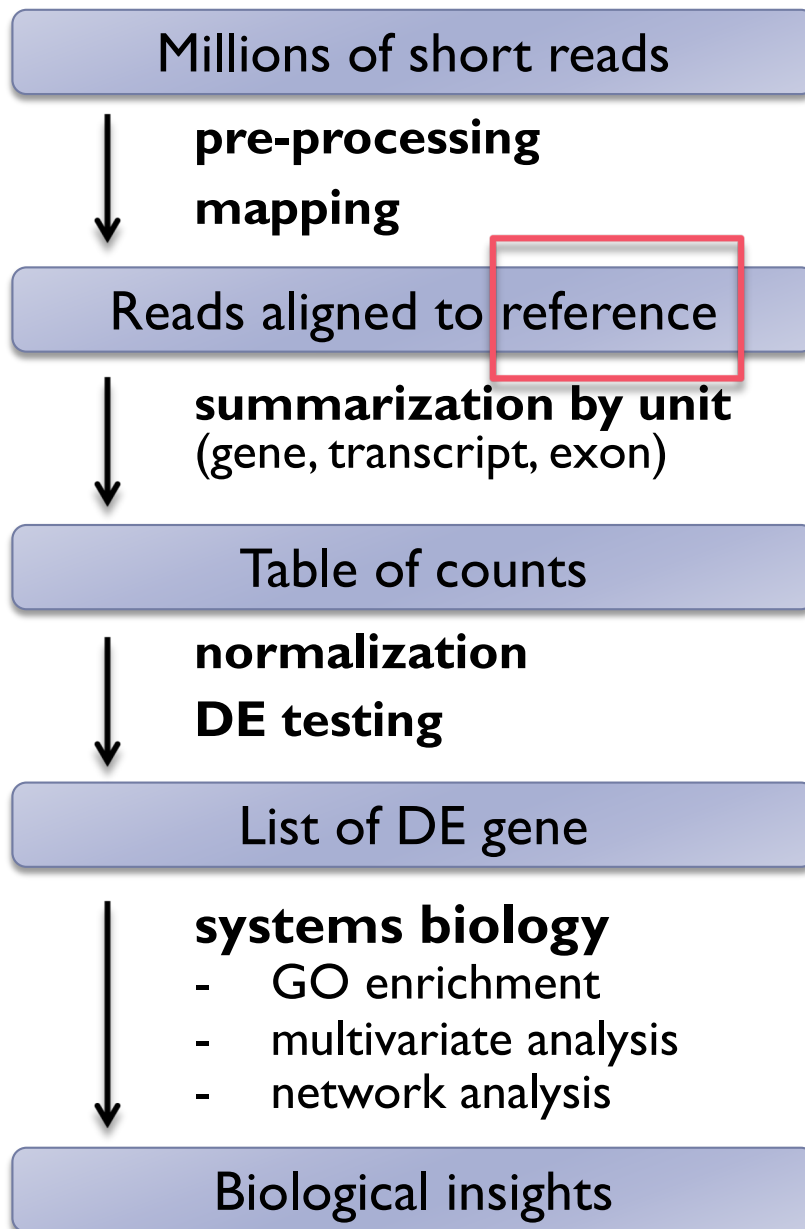 Millions of short reads
pre-processing
mapping
Reads aligned to reference
summarization by unit
(gene, transcript, exon)
Table of counts
normalization
DE testing
List of DE gene
systems biology
- GO enrichment
- multivariate analysis
- network analysis
Biological insights